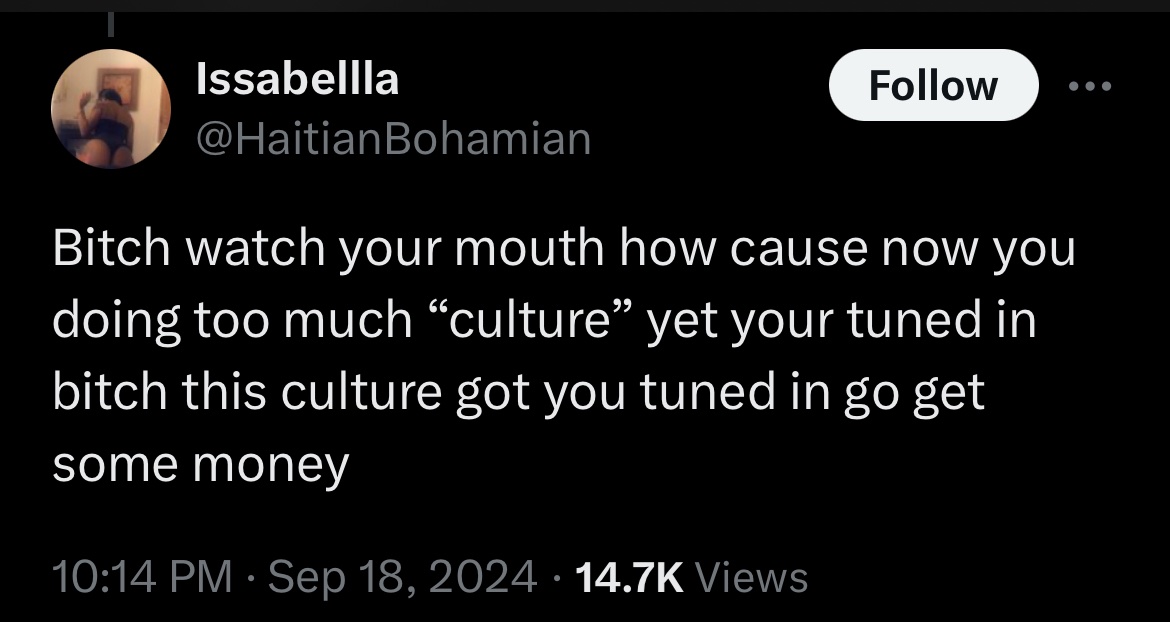 Issabellla
Follow
@HaitianBohamian
Bitch watch your mouth how cause now you
doing too much “culture” yet your tuned in
bitch this culture got you tuned in go get
some money
10:14 PM · Sep 18, 2024 · 14.7K Views